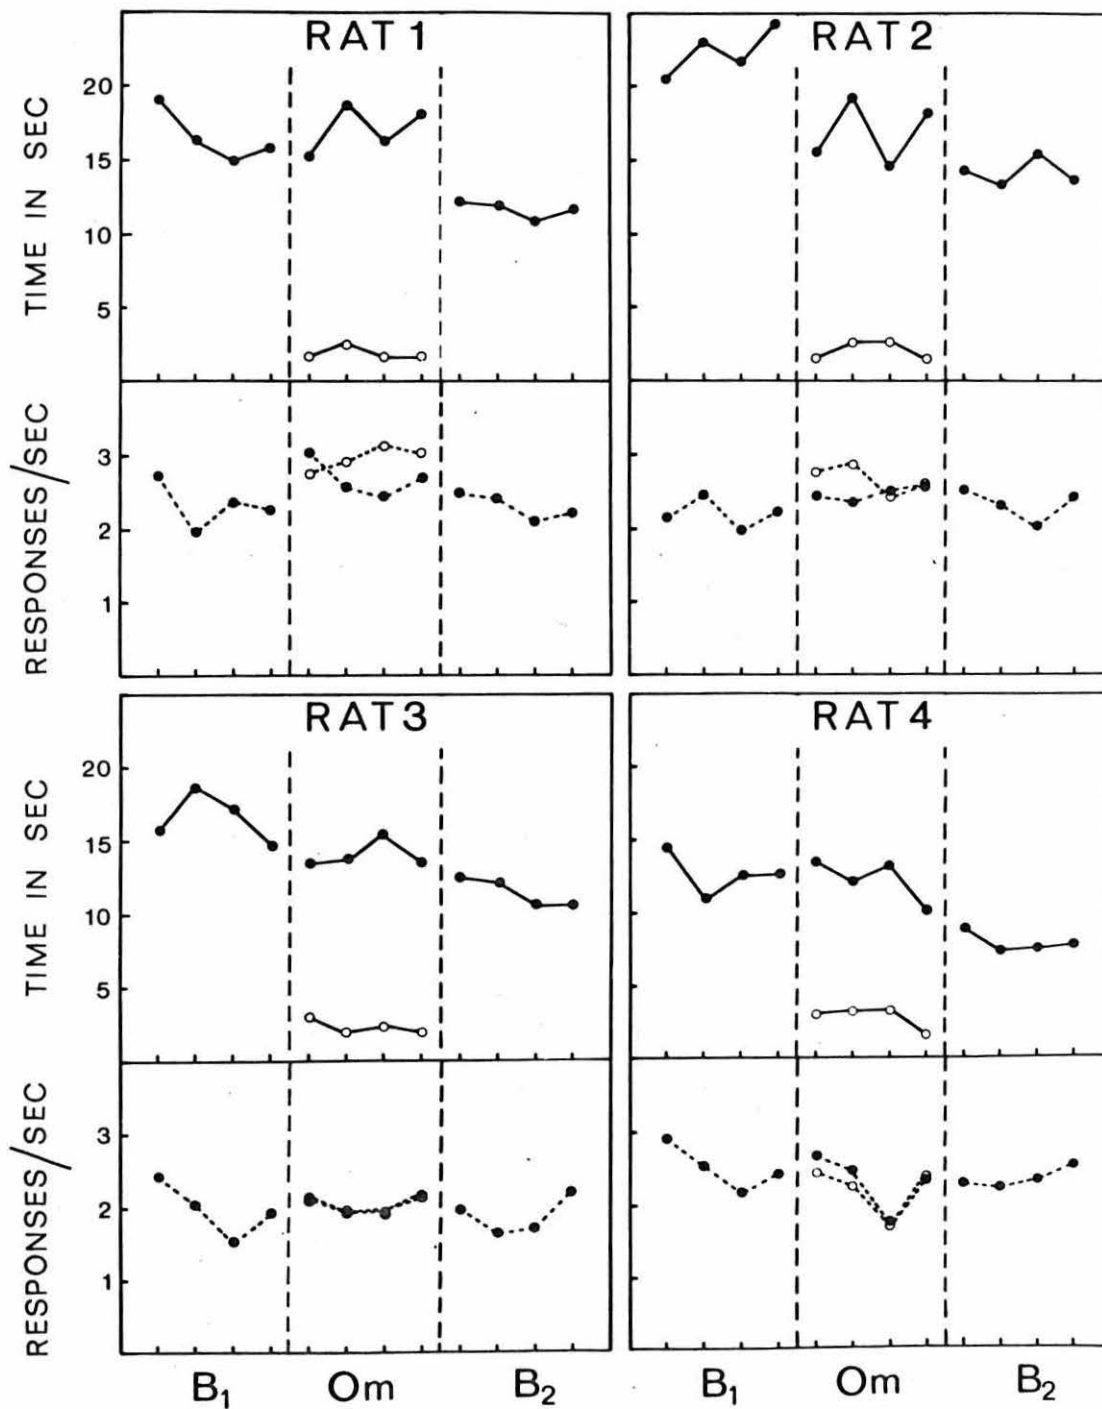 RAT 1
RAT 2
TIME IN SEC
20
15
10
5
RESPONSES/SEC
3
2
1
RAT 3
RAT 4
TIME IN SEC
20
15
10
5
RESPONSES/SEC
3
2
1
B₁ Om B₂
B₁ Om B₂